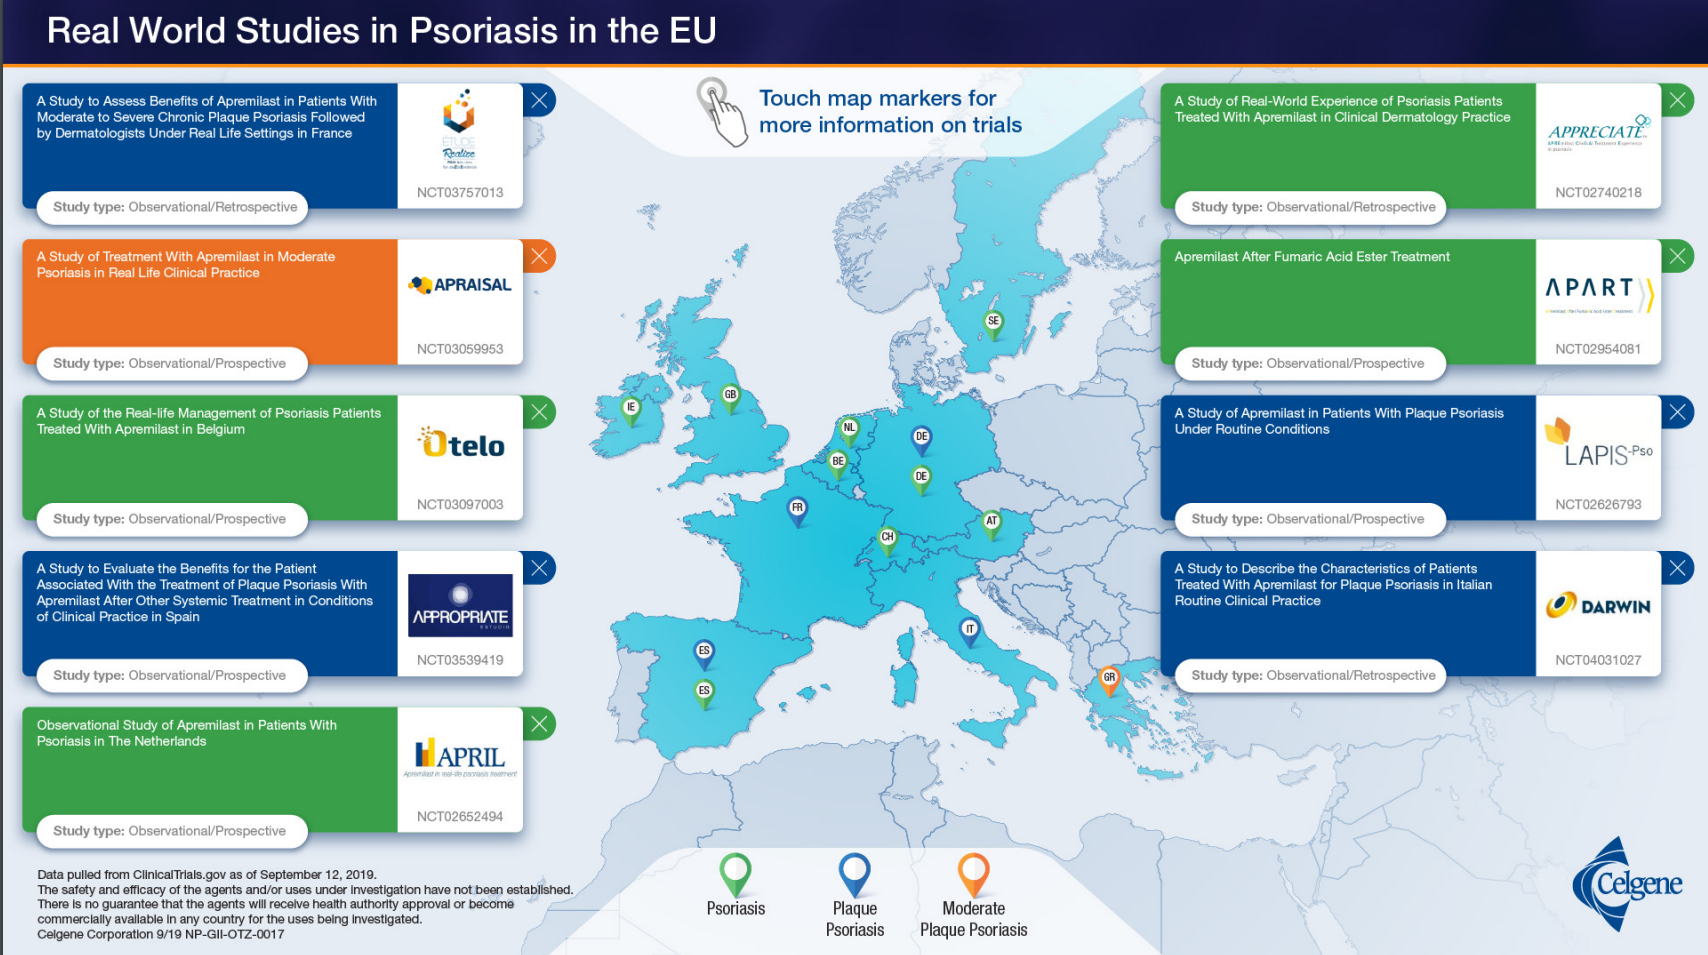 Real World Studies in Psoriasis in the EU
Touch map markers for
more information on trials
A Study to Assess Benefits of Apremilast in Patients With
Moderate to Severe Chronic Plaque Psoriasis Followed
by Dermatologists Under Real Life Settings in France
ÉTUDE
Realize
NCT03757013
Study type: Observational/Retrospective
A Study of Treatment With Apremilast in Moderate
Psoriasis in Real Life Clinical Practice
APRAISAL
NCT03059953
Study type: Observational/Prospective
A Study of the Real-life Management of Psoriasis Patients
Treated With Apremilast in Belgium
Otelo
NCT03097003
Study type: Observational/Prospective
A Study to Evaluate the Benefits for the Patient
Associated With the Treatment of Plaque Psoriasis With
Apremilast After Other Systemic Treatment in Conditions
of Clinical Practice in Spain
APPROPRIATE
ESTUDIO
NCT03539419
Study type: Observational/Prospective
Observational Study of Apremilast in Patients With
Psoriasis in The Netherlands
APRIL
Apremilast in real-life psoriasis treatment
NCT02652494
Study type: Observational/Prospective
A Study of Real-World Experience of Psoriasis Patients
Treated With Apremilast in Clinical Dermatology Practice
APPRECIATE
APREmilast Clinical Treatment Experience
in psoriasis
NCT02740218
Study type: Observational/Retrospective
Apremilast After Fumaric Acid Ester Treatment
APART
Apremilast After Fumaric Acid Ester Treatment
NCT02954081
Study type: Observational/Prospective
A Study of Apremilast in Patients With Plaque Psoriasis
Under Routine Conditions
LAPIS-Pso
NCT02626793
Study type: Observational/Prospective
A Study to Describe the Characteristics of Patients
Treated With Apremilast for Plaque Psoriasis in Italian
Routine Clinical Practice
DARWIN
NCT04031027
Study type: Observational/Retrospective
SE
GB
IE
NL
DE
BE
DE
FR
AT
CH
IT
ES
GR
ES
Psoriasis
Plaque
Psoriasis
Moderate
Plaque Psoriasis
Data pulled from ClinicalTrials.gov as of September 12, 2019.
The safety and efficacy of the agents and/or uses under investigation have not been established.
There is no guarantee that the agents will receive health authority approval or become
commercially available in any country for the uses being investigated.
Celgene Corporation 9/19 NP-GII-OTZ-0017
Celgene